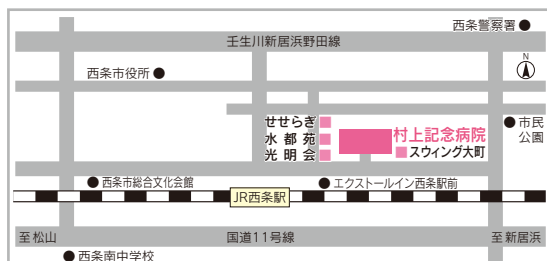 西条警察署
壬生川新居浜野田線
N
西条市役所
せせらぎ
水都苑
光明会
村上記念病院
スウィング大町
市民
公園
西条市総合文化会館
エクストールイン西条駅前
JR西条駅
至松山
国道11号線
至新居浜
西条南中学校